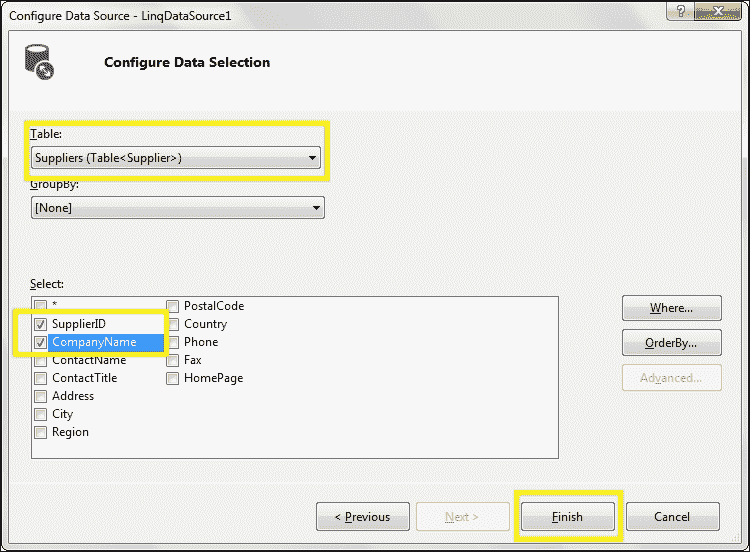 Configure Data Source - LinqDataSource1
?
Configure Data Selection
Table:
Suppliers (Table<Supplier>)
GroupBy:
[None]
Select:
*
SupplierID
CompanyName
ContactName
ContactTitle
Address
City
Region
PostalCode
Country
Phone
Fax
HomePage
Where...
OrderBy...
Advanced...
< Previous
Next >
Finish
Cancel